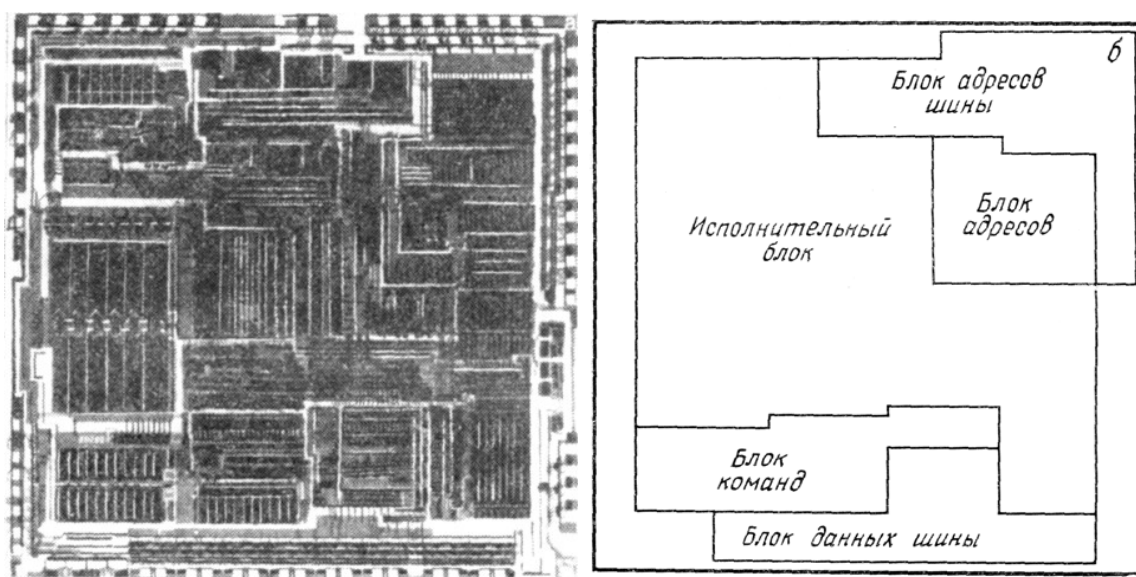 б
Блок адресов
шины
Блок
адресов
Исполнительный
блок
Блок
команд
Блок данных шины